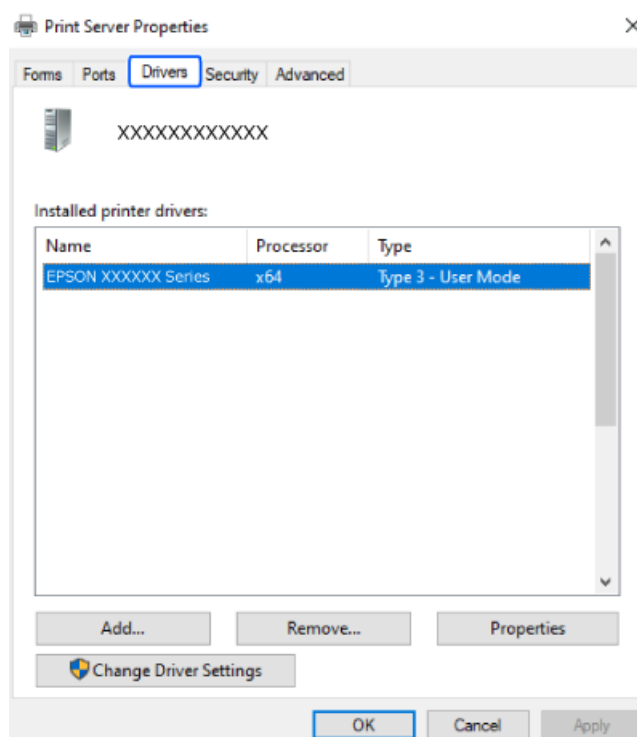 Print Server Properties
Forms Ports Drivers Security Advanced
XXXXXXXXXXXX
Installed printer drivers:
Name Processor Type
EPSON XXXXXX Series x64 Type 3 - User Mode
Add... Remove... Properties
Change Driver Settings
OK Cancel Apply